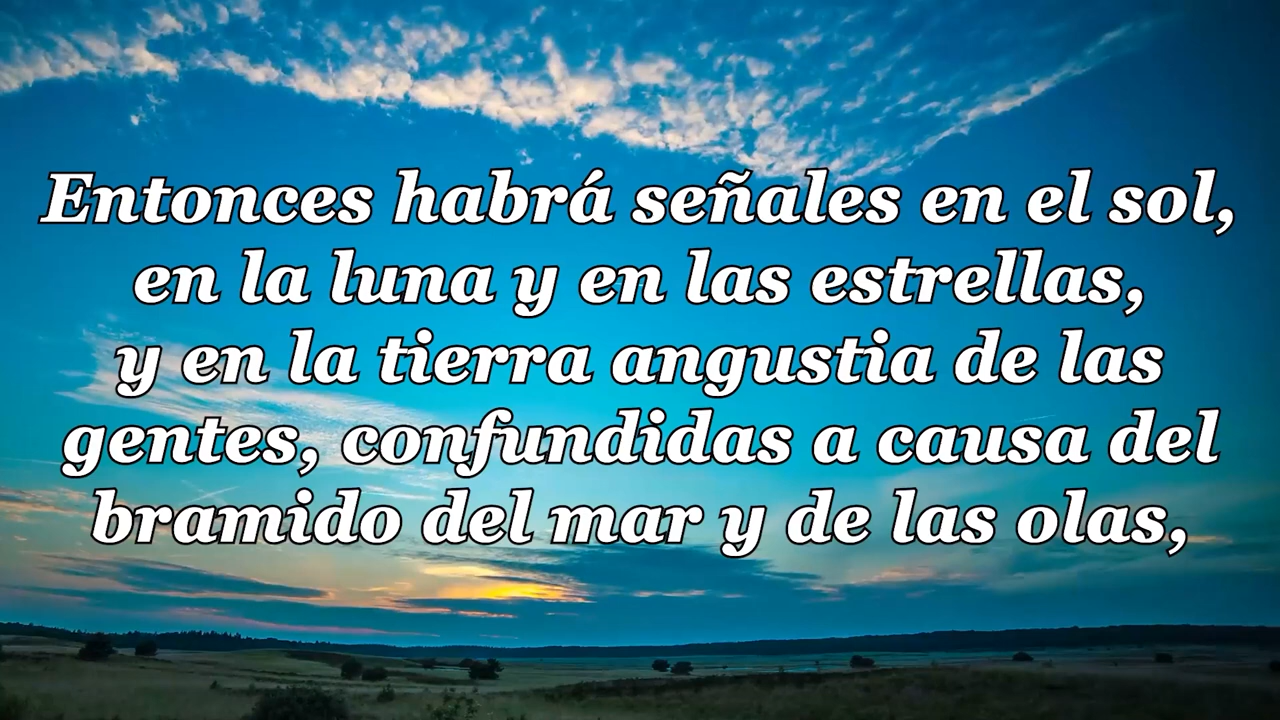 Entonces habrá señales en el sol,
en la luna y en las estrellas,
y en la tierra angustia de las
gentes, confundidas a causa del
bramido del mar y de las olas,